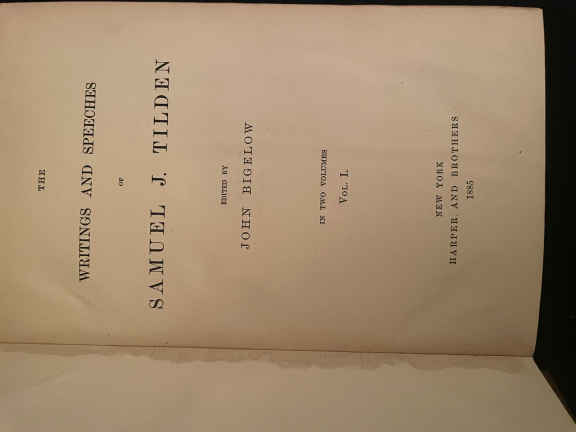 THE
WRITINGS AND SPEECHES
OF
SAMUEL J. TILDEN
EDITED BY
JOHN BIGELOW
IN TWO VOLUMES
VOL. I.
NEW YORK
HARPER AND BROTHERS
1885